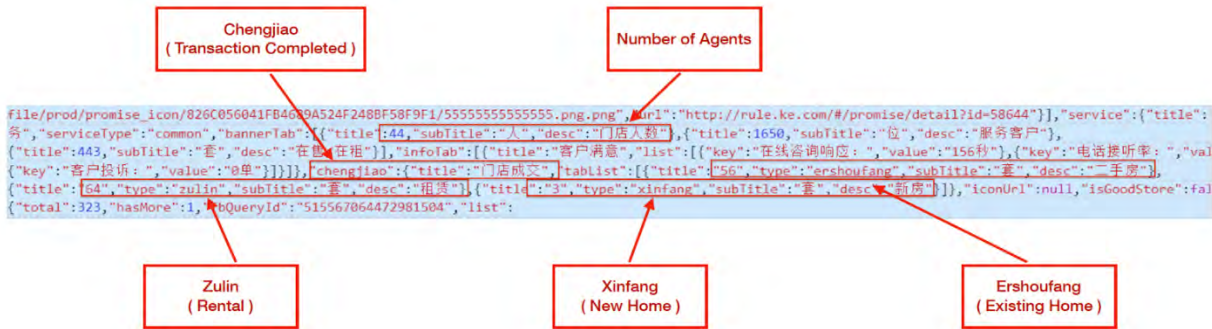 Chengjiao
( Transaction Completed )
Number of Agents
file/prod/promise_icon/826C056041FB4689A524F248BF58F9F1/55555555555555.png.png","url":"http://rule.ke.com/#/promise/detail?id=58644"}],"service":{"title":
务","serviceType":"common","bannerTab":[{"title":44,"subTitle":"人","desc":"门店人数"},{"title":1650,"subTitle":"位","desc":"服务客户"},
{"title":443,"subTitle":"套","desc":"在售/在租"}],"infoTab":[{"title":"客户满意","list":[{"key":"在线咨询响应：","value":"156秒"},{"key":"电话接听率：","val
{"key":"客户投诉：","value":"0单"}]}]},"chengjiao":{"title":"门店成交","tabList":[{"title":"56","type":"ershoufang","subTitle":"套","desc":"二手房"},
{"title":"64","type":"zulin","subTitle":"套","desc":"租赁"},{"title":"3","type":"xinfang","subTitle":"套","desc":"新房"}]},"iconUrl":null,"isGoodStore":fal
{"total":323,"hasMore":1,"bQueryId":"515567064472981504","list":
Zulin
( Rental )
Xinfang
( New Home )
Ershoufang
( Existing Home )